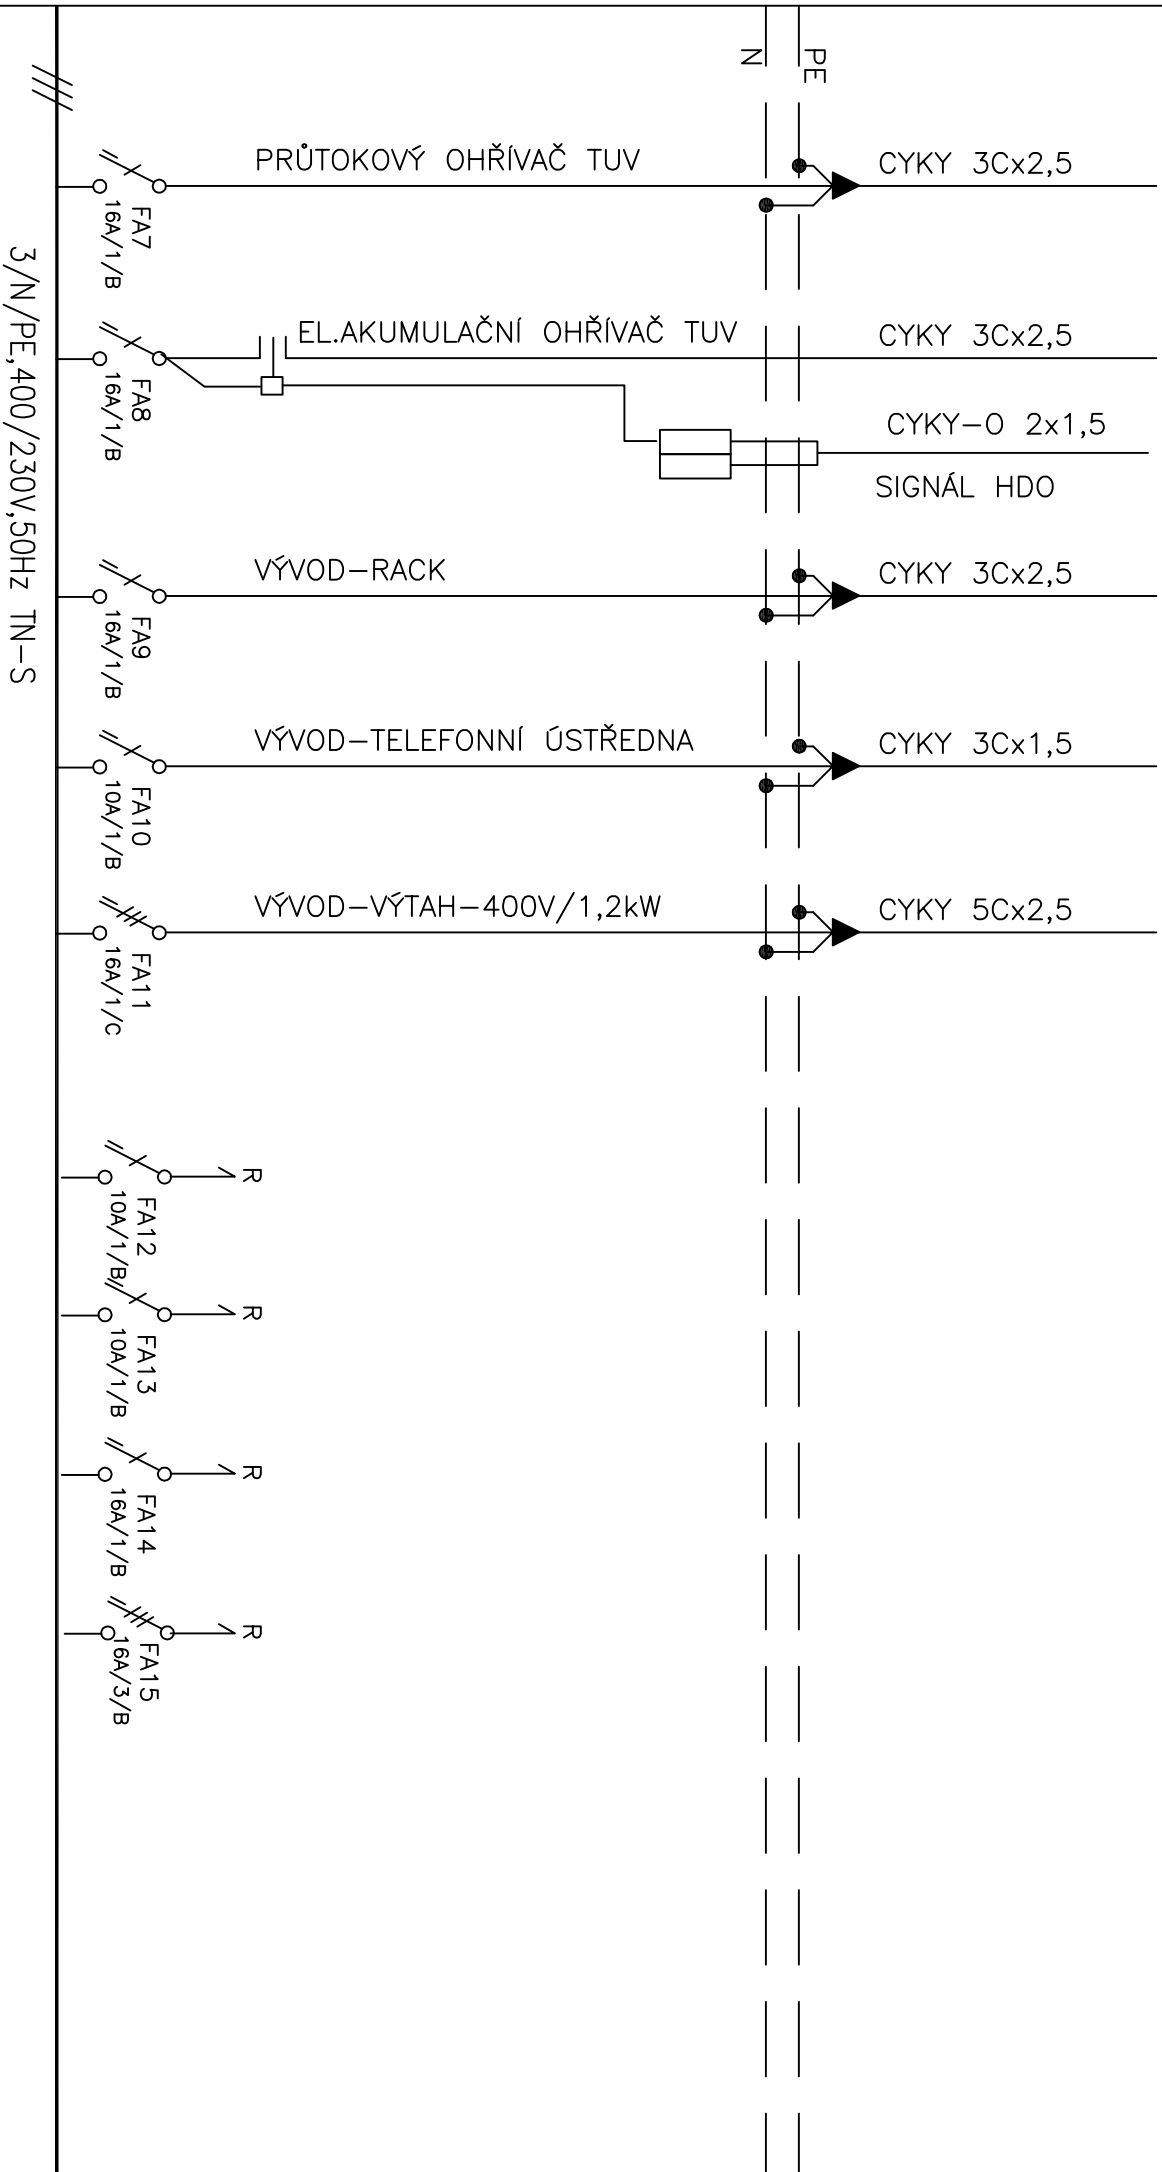 N
PE
PRŮTOKOVÝ OHŘÍVAČ TUV
CYKY 3Cx2,5
FA7
16A/1/B
3/N/PE,400/230V,50Hz TN-S
EL.AKUMULAČNÍ OHŘÍVAČ TUV
CYKY 3Cx2,5
FA8
16A/1/B
CYKY-O 2x1,5
SIGNÁL HDO
VÝVOD-RACK
CYKY 3Cx2,5
FA9
16A/1/B
VÝVOD-TELEFONNÍ ÚSTŘEDNA
CYKY 3Cx1,5
FA10
10A/1/B
VÝVOD-VÝTAH-400V/1,2kW
CYKY 5Cx2,5
FA11
16A/1/C
R
FA12
10A/1/B
R
FA13
10A/1/B
R
FA14
16A/1/B
R
FA15
16A/3/B